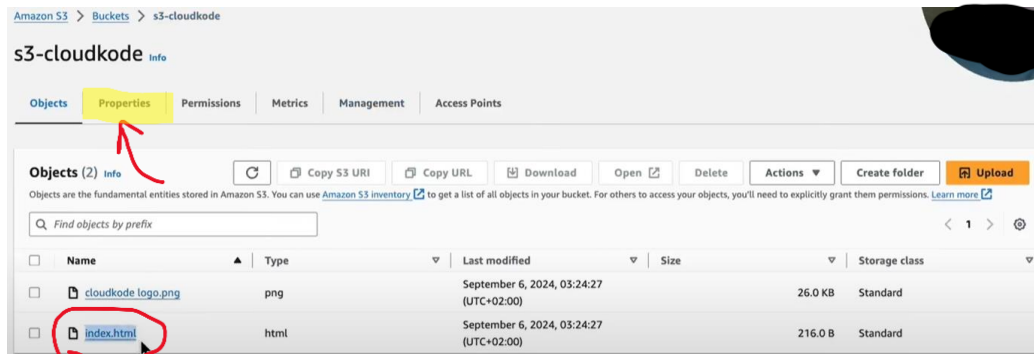 Amazon S3 > Buckets > s3-cloudkode
s3-cloudkode Info
Objects Properties Permissions Metrics Management Access Points
Objects (2) Info Copy S3 URI Copy URL Download Open Delete Actions Create folder Upload
Objects are the fundamental entities stored in Amazon S3. You can use Amazon S3 inventory to get a list of all objects in your bucket. For others to access your objects, you'll need to explicitly grant them permissions. Learn more
Find objects by prefix < 1 >
Name Type Last modified Size Storage class
cloudkode logo.png png September 6, 2024, 03:24:27 (UTC+02:00) 26.0 KB Standard
index.html html September 6, 2024, 03:24:27 (UTC+02:00) 216.0 B Standard